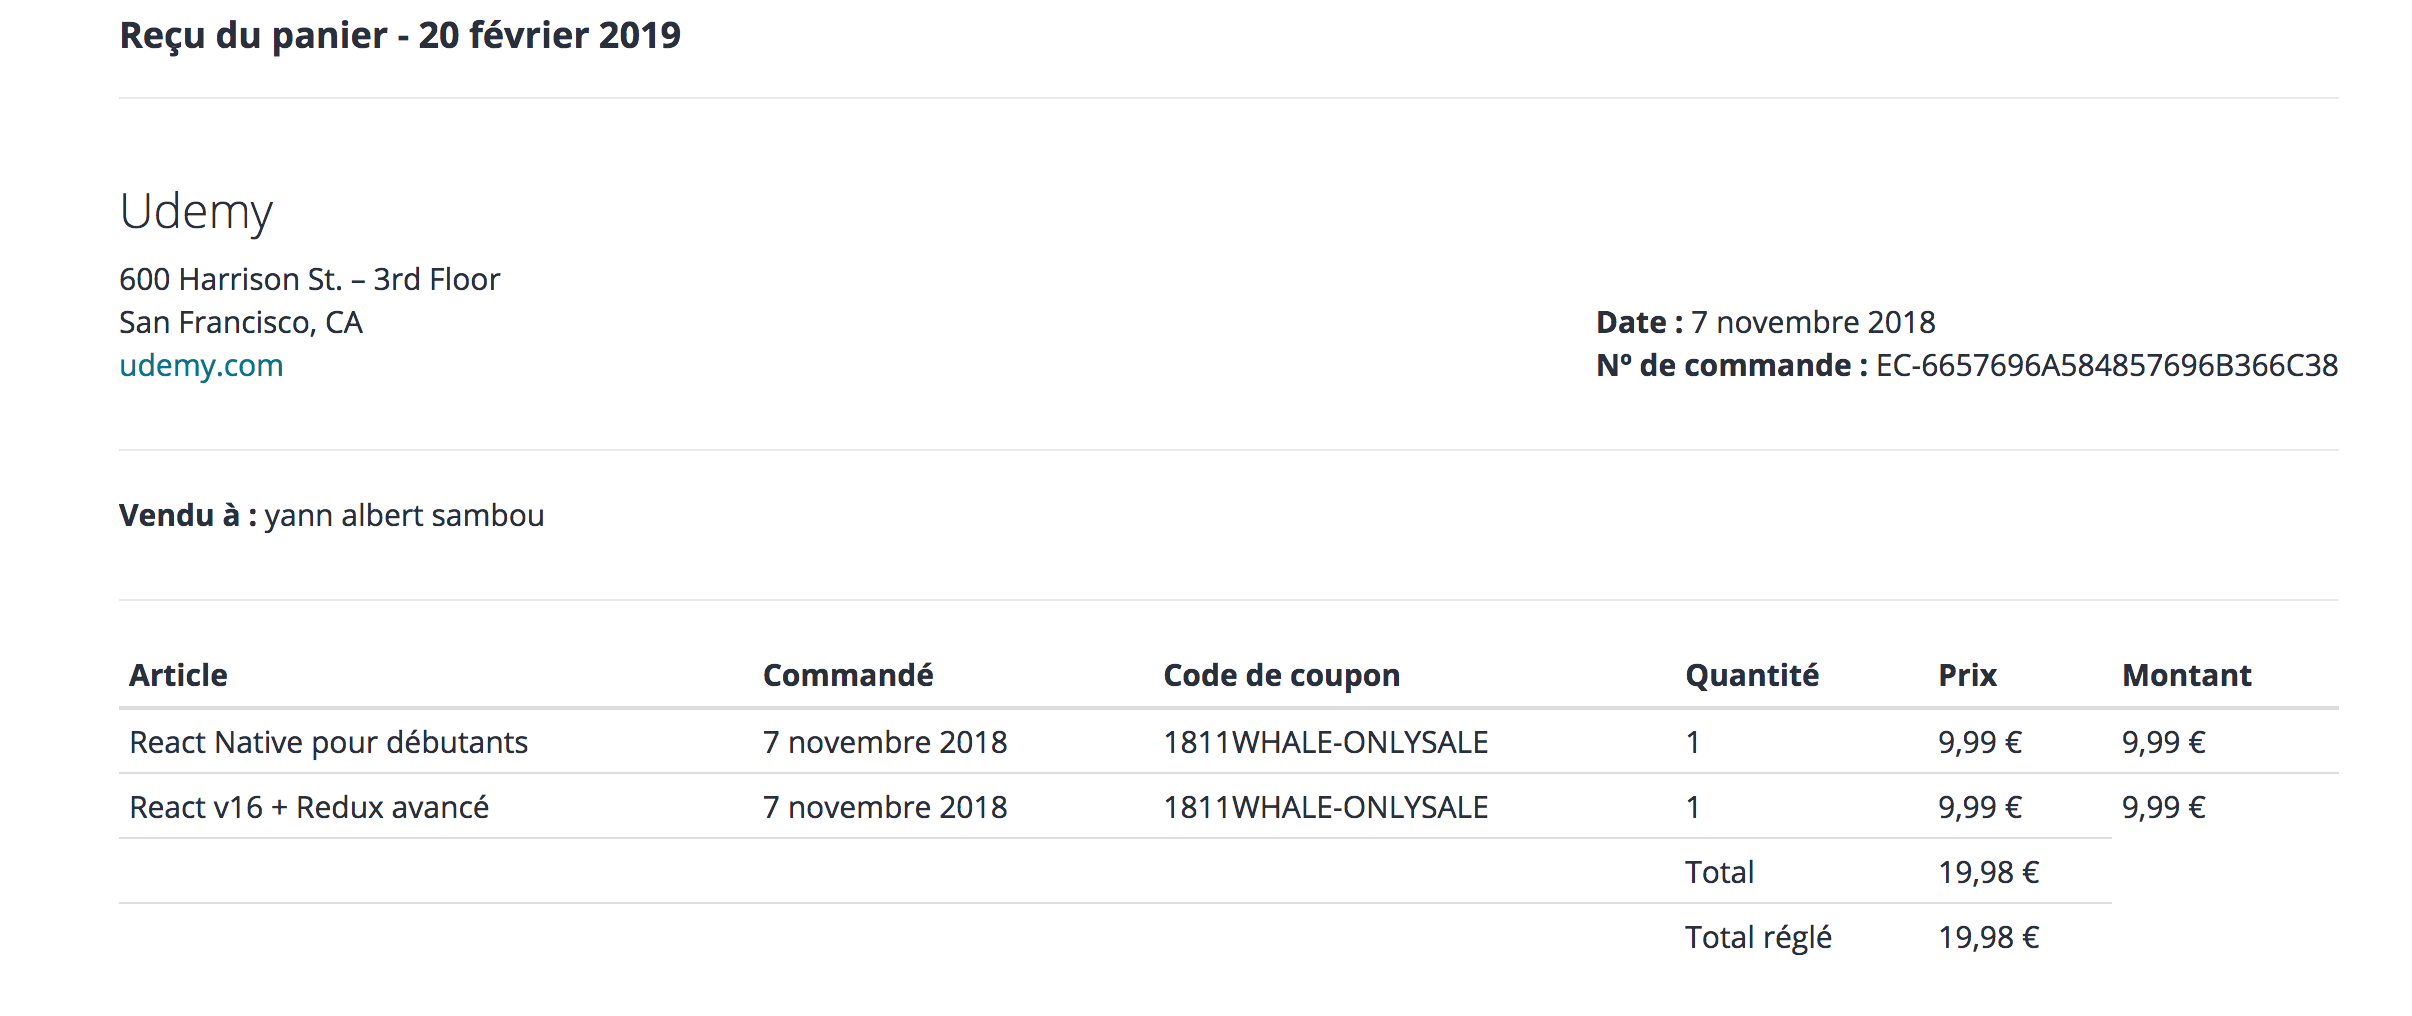 Reçu du panier - 20 février 2019
Udemy
600 Harrison St. – 3rd Floor
San Francisco, CA
udemy.com
Date : 7 novembre 2018
Nº de commande : EC-6657696A584857696B366C38
Vendu à : yann albert sambou
Article Commandé Code de coupon Quantité Prix Montant
React Native pour débutants 7 novembre 2018 1811WHALE-ONLYSALE 1 9,99 € 9,99 €
React v16 + Redux avancé 7 novembre 2018 1811WHALE-ONLYSALE 1 9,99 € 9,99 €
Total 19,98 €
Total réglé 19,98 €